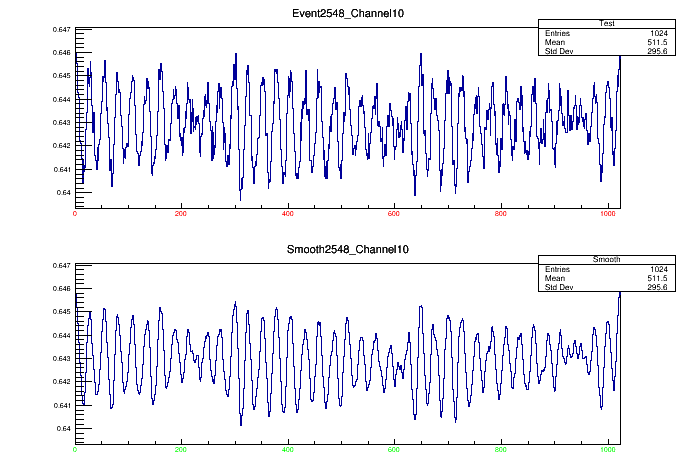 Event2548_Channel10
Test
Entries 1024
Mean 511.5
Std Dev 295.6
0.647
0.646
0.645
0.644
0.643
0.642
0.641
0.64
0 200 400 600 800 1000
Smooth2548_Channel10
Smooth
Entries 1024
Mean 511.5
Std Dev 295.6
0.647
0.646
0.645
0.644
0.643
0.642
0.641
0.64
0 200 400 600 800 1000